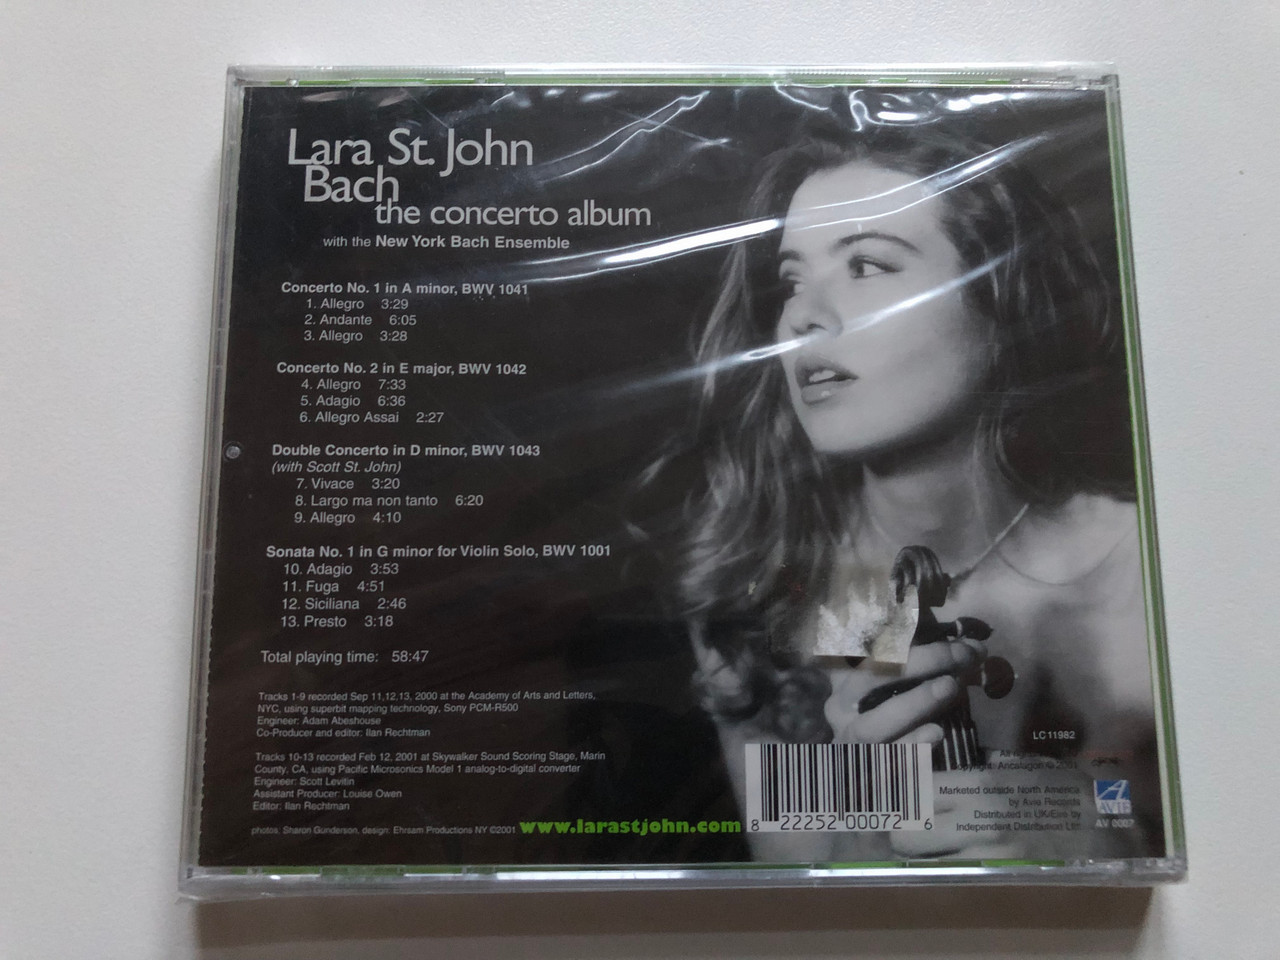 Lara St. John
Bach
the concerto album
with the New York Bach Ensemble
Concerto No. 1 in A minor, BWV 1041
1. Allegro 3:29
2. Andante 6:05
3. Allegro 3:28
Concerto No. 2 in E major, BWV 1042
4. Allegro 7:33
5. Adagio 6:36
6. Allegro Assai 2:27
Double Concerto in D minor, BWV 1043
(with Scott St. John)
7. Vivace 3:20
8. Largo ma non tanto 6:20
9. Allegro 4:10
Sonata No. 1 in G minor for Violin Solo, BWV 1001
10. Adagio 3:53
11. Fuga 4:51
12. Siciliana 2:46
13. Presto 3:18
Total playing time: 58:47
Tracks 1-9 recorded Sep 11,12,13, 2000 at the Academy of Arts and Letters,
NYC, using superbit mapping technology, Sony PCM-R500
Engineer: Adam Abeshouse
Co-Producer and editor: Ilan Rechtman
Tracks 10-13 recorded Feb 12, 2001 at Skywalker Sound Scoring Stage, Marin
County, CA, using Pacific Microsonics Model 1 analog-to-digital converter
Engineer: Scott Levitin
Assistant Producer: Louise Owen
Editor: Ilan Rechtman
photos: Sharon Gunderson, design: Ehrsam Productions NY ©2001
www.larastjohn.com
8 22252 00072 6
LC11982
Ancalagon ©
Marketed outside North America
by Avie Records
Distributed in UK/Eire by
Independent Distribution Ltd
AVIE
AV 0007